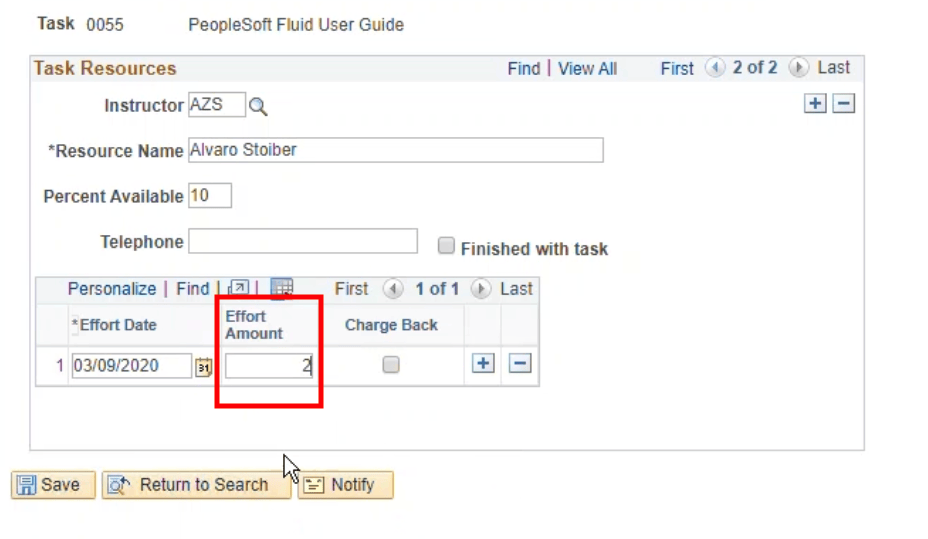 Task 0055 PeopleSoft Fluid User Guide
Task Resources Find | View All First 2 of 2 Last
Instructor AZS
*Resource Name Alvaro Stoiber
Percent Available 10
Telephone Finished with task
Personalize | Find | | First 1 of 1 Last
*Effort Date Effort Amount Charge Back
1 03/09/2020 31 2
Save Return to Search Notify